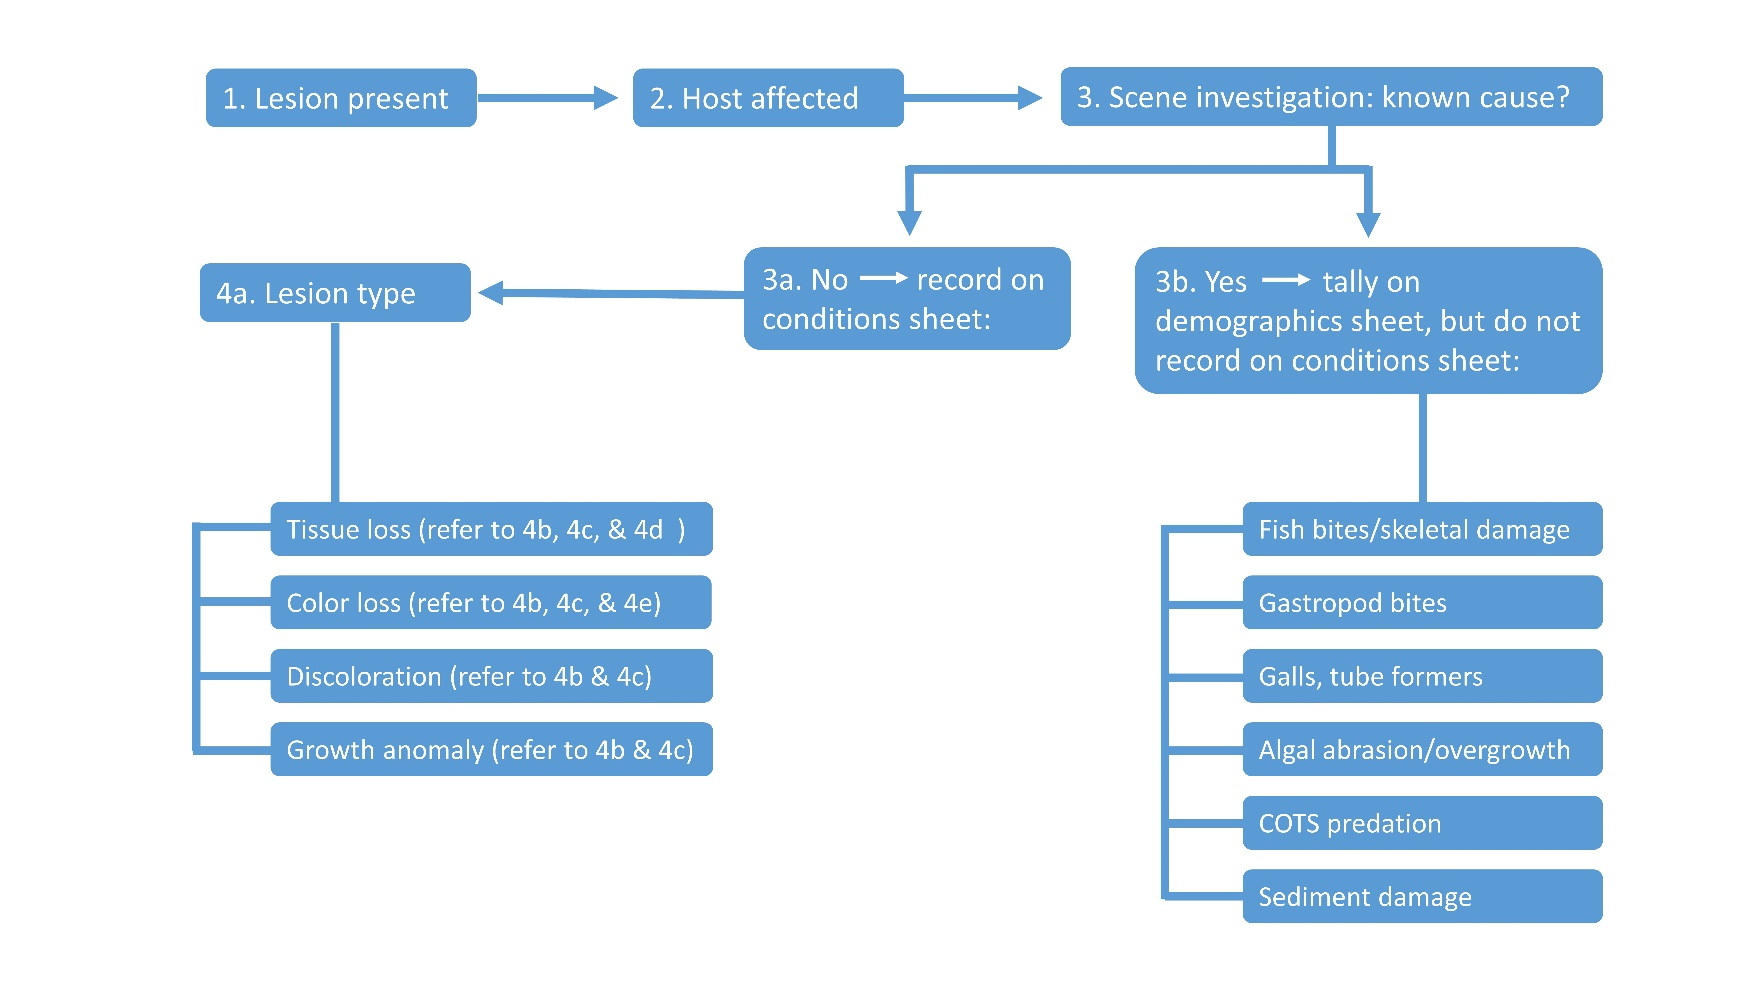 1. Lesion present
2. Host affected
3. Scene investigation: known cause?
3a. No → record on
conditions sheet:
3b. Yes → tally on
demographics sheet, but do not
record on conditions sheet:
4a. Lesion type
Tissue loss (refer to 4b, 4c, & 4d )
Color loss (refer to 4b, 4c, & 4e)
Discoloration (refer to 4b & 4c)
Growth anomaly (refer to 4b & 4c)
Fish bites/skeletal damage
Gastropod bites
Galls, tube formers
Algal abrasion/overgrowth
COTS predation
Sediment damage